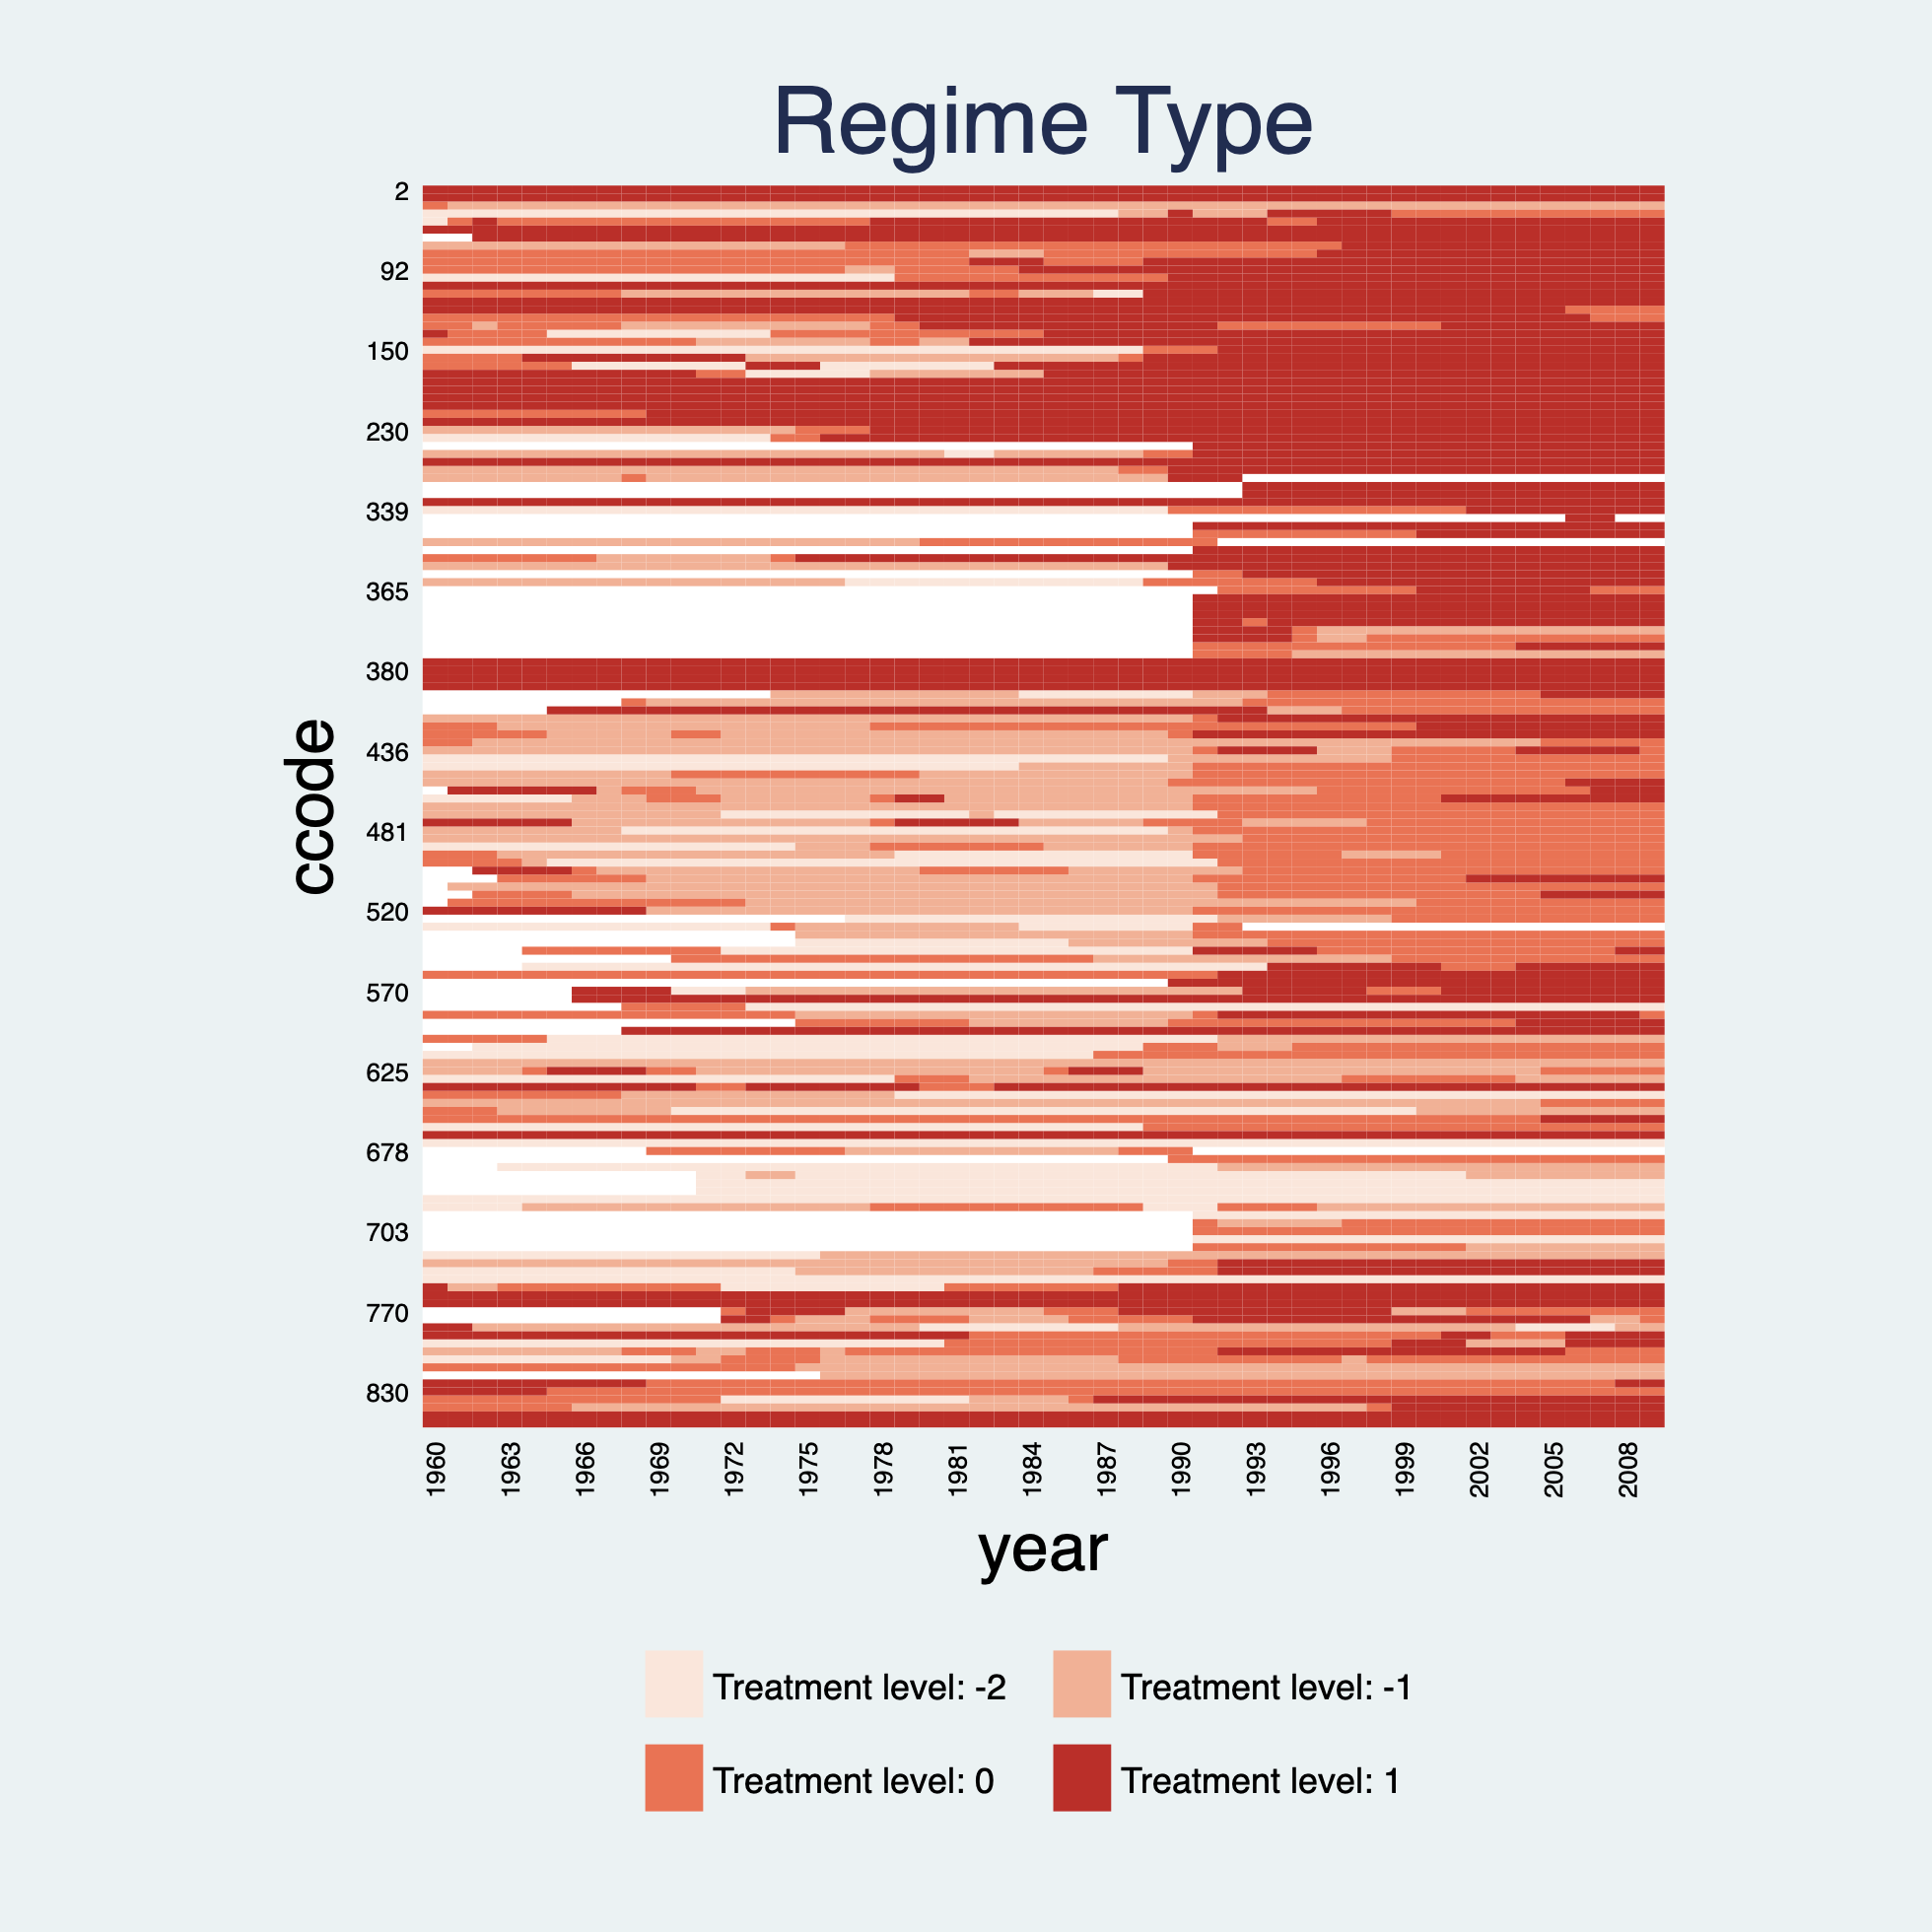 Regime Type
2
92
150
230
339
365
380
436
481
520
570
625
678
703
770
830
ccode
1960 1963 1966 1969 1972 1975 1978 1981 1984 1987 1990 1993 1996 1999 2002 2005 2008
year
Treatment level: -2 Treatment level: -1
Treatment level: 0 Treatment level: 1